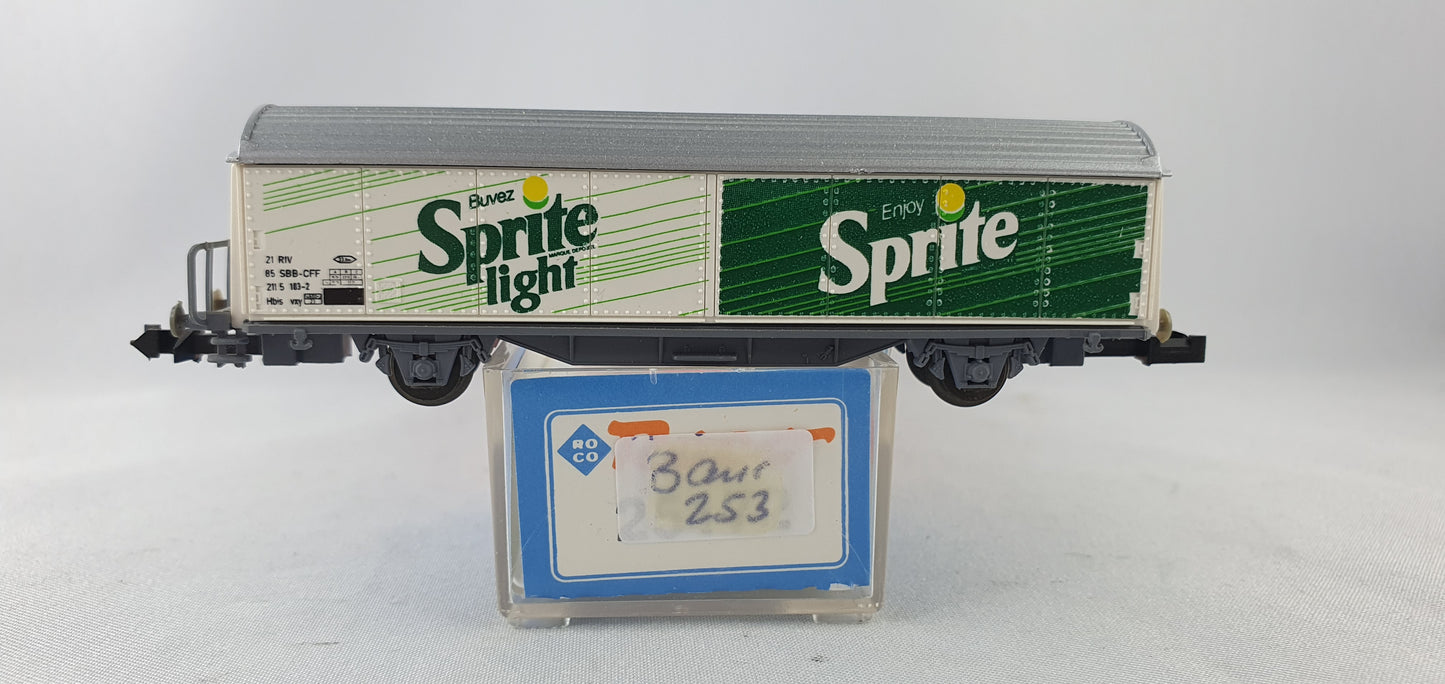 Buvez
Sprite
light
Enjoy
Sprite
21 RIV
85 SBB-CFF
211 5 183-2
Hbis vxy
RO
CO
Baur
253